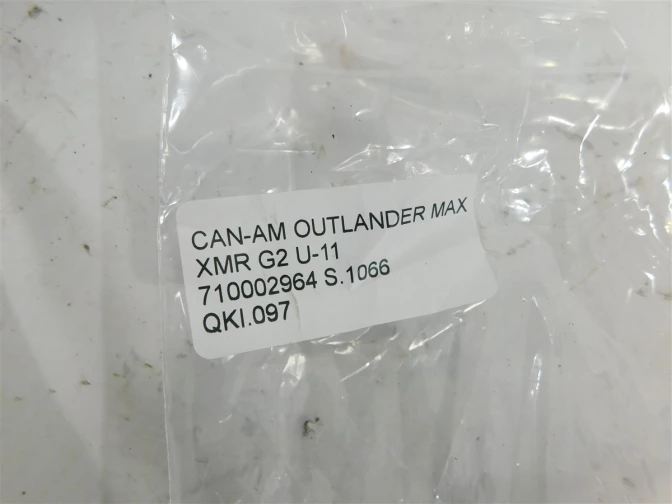 CAN-AM OUTLANDER MAX
XMR G2 U-11
710002964 S.1066
QKI.097